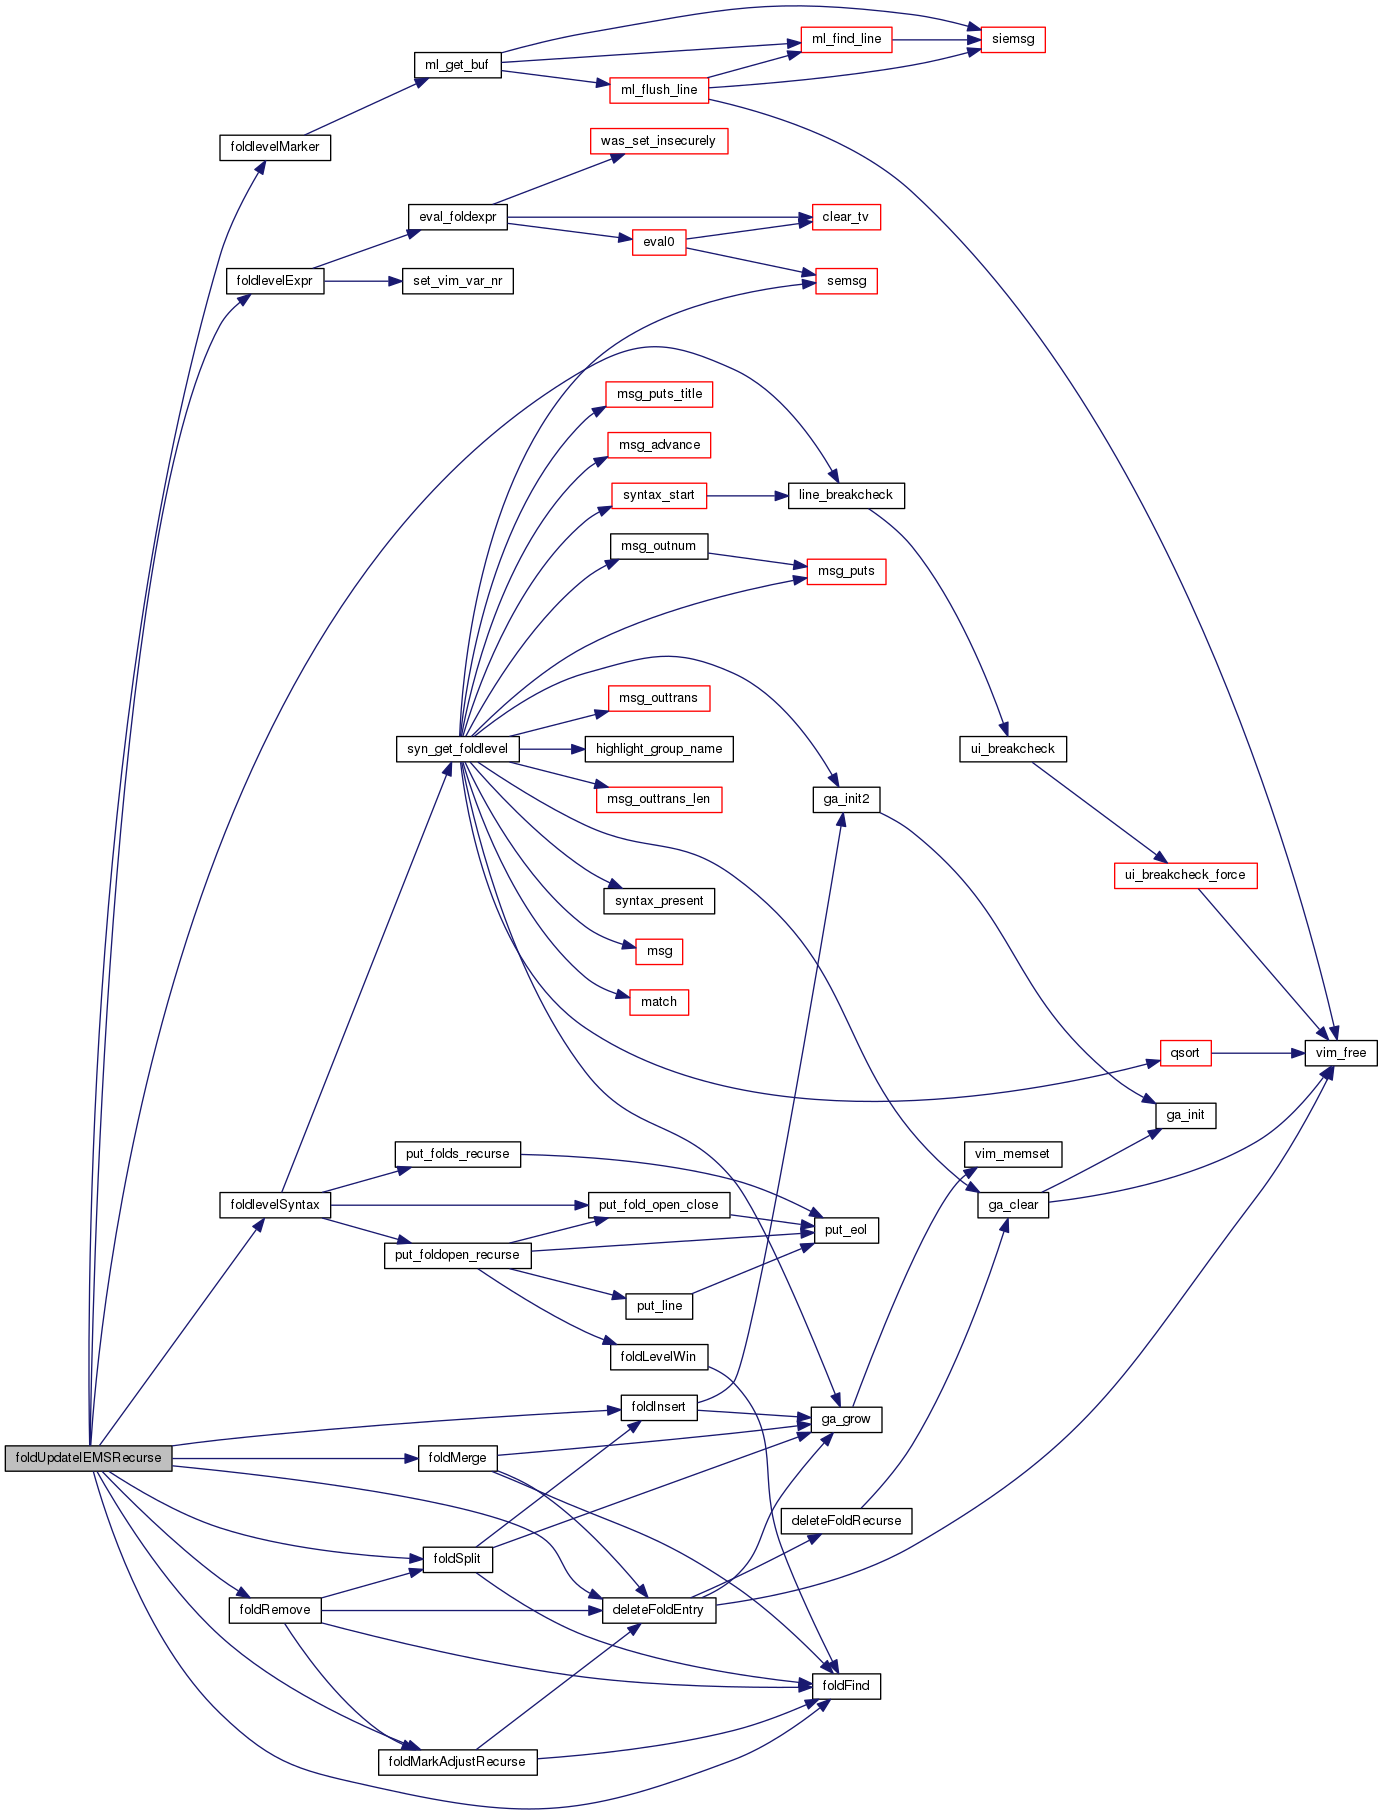 siemsg
ml_find_line
ml_get_buf
ml_flush_line
was_set_insecurely
foldlevelMarker
eval_foldexpr
clear_tv
eval0
foldlevelExpr
set_vim_var_nr
semsg
msg_puts_title
msg_advance
syntax_start
line_breakcheck
msg_outnum
msg_puts
msg_outtrans
syn_get_foldlevel
highlight_group_name
ui_breakcheck
msg_outtrans_len
ga_init2
ui_breakcheck_force
syntax_present
msg
match
qsort
vim_free
ga_init
put_folds_recurse
vim_memset
foldlevelSyntax
put_fold_open_close
ga_clear
put_eol
put_foldopen_recurse
put_line
foldLevelWin
foldInsert
ga_grow
foldUpdateIEMSRecurse
foldMerge
deleteFoldRecurse
foldSplit
foldRemove
deleteFoldEntry
foldFind
foldMarkAdjustRecurse